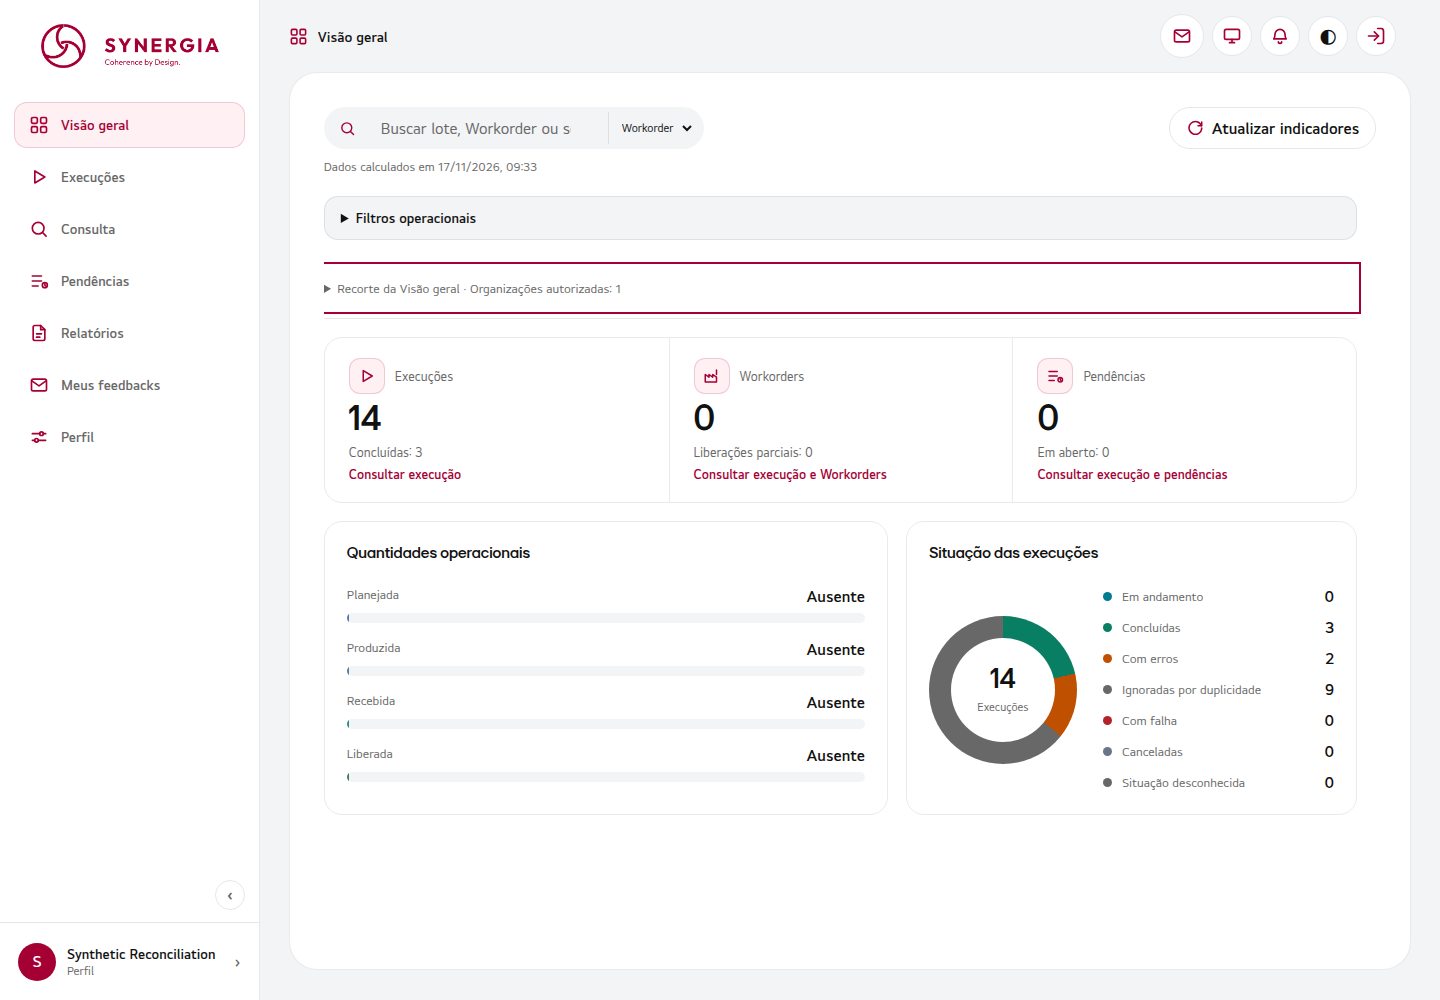 SYNERGIA
Coherence by Design.
Visão geral
Execuções
Consulta
Pendências
Relatórios
Meus feedbacks
Perfil
‹
S
Synthetic Reconciliation
Perfil
›
Visão geral
Buscar lote, Workorder ou s
Workorder
Atualizar indicadores
Dados calculados em 17/11/2026, 09:33
Filtros operacionais
Recorte da Visão geral · Organizações autorizadas: 1
Execuções
14
Concluídas: 3
Consultar execução
Workorders
0
Liberações parciais: 0
Consultar execução e Workorders
Pendências
0
Em aberto: 0
Consultar execução e pendências
Quantidades operacionais
Planejada Ausente
Produzida Ausente
Recebida Ausente
Liberada Ausente
Situação das execuções
14
Execuções
Em andamento 0
Concluídas 3
Com erros 2
Ignoradas por duplicidade 9
Com falha 0
Canceladas 0
Situação desconhecida 0